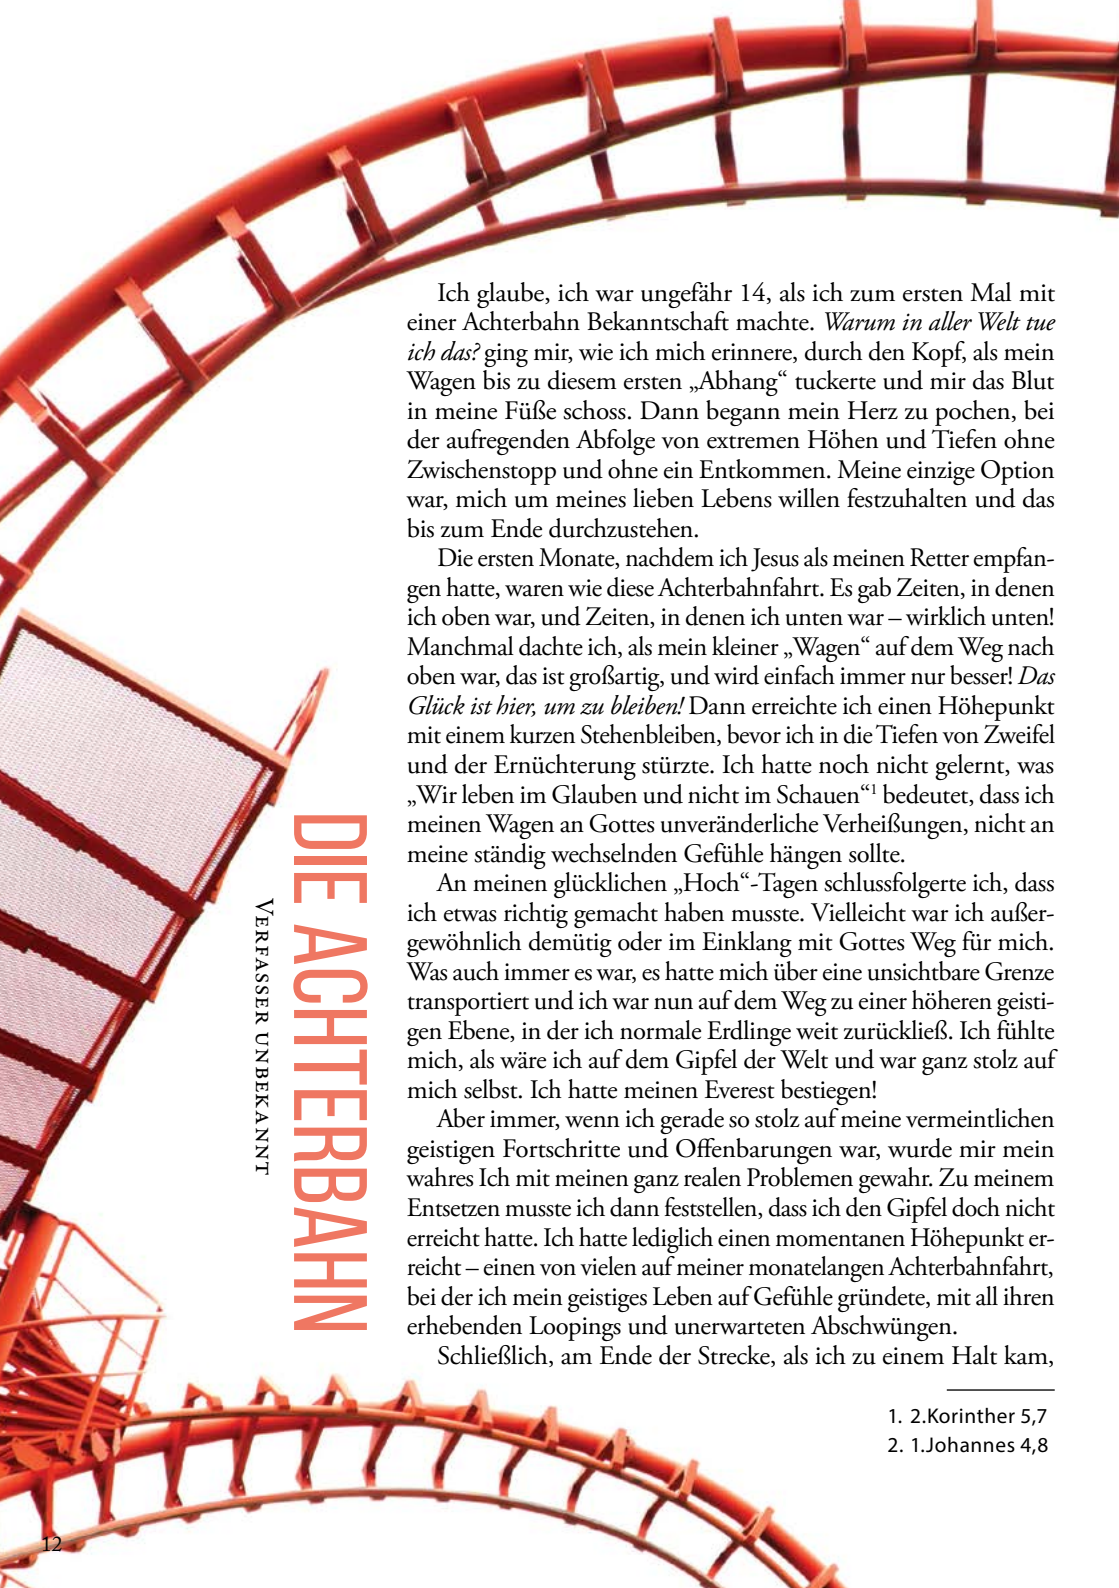 DIE ACHTERBAHN
VERFASSER UNBEKANNT
Ich glaube, ich war ungefähr 14, als ich zum ersten Mal mit
einer Achterbahn Bekanntschaft machte. Warum in aller Welt tue
ich das? ging mir, wie ich mich erinnere, durch den Kopf, als mein
Wagen bis zu diesem ersten „Abhang“ tuckerte und mir das Blut
in meine Füße schoss. Dann begann mein Herz zu pochen, bei
der aufregenden Abfolge von extremen Höhen und Tiefen ohne
Zwischenstopp und ohne ein Entkommen. Meine einzige Option
war, mich um meines lieben Lebens willen festzuhalten und das
bis zum Ende durchzustehen.
Die ersten Monate, nachdem ich Jesus als meinen Retter empfan-
gen hatte, waren wie diese Achterbahnfahrt. Es gab Zeiten, in denen
ich oben war, und Zeiten, in denen ich unten war – wirklich unten!
Manchmal dachte ich, als mein kleiner „Wagen“ auf dem Weg nach
oben war, das ist großartig, und wird einfach immer nur besser! Das
Glück ist hier, um zu bleiben! Dann erreichte ich einen Höhepunkt
mit einem kurzen Stehenbleiben, bevor ich in die Tiefen von Zweifel
und der Ernüchterung stürzte. Ich hatte noch nicht gelernt, was
„Wir leben im Glauben und nicht im Schauen“1 bedeutet, dass ich
meinen Wagen an Gottes unveränderliche Verheißungen, nicht an
meine ständig wechselnden Gefühle hängen sollte.
An meinen glücklichen „Hoch“-Tagen schlussfolgerte ich, dass
ich etwas richtig gemacht haben musste. Vielleicht war ich außer-
gewöhnlich demütig oder im Einklang mit Gottes Weg für mich.
Was auch immer es war, es hatte mich über eine unsichtbare Grenze
transportiert und ich war nun auf dem Weg zu einer höheren geisti-
gen Ebene, in der ich normale Erdlinge weit zurückließ. Ich fühlte
mich, als wäre ich auf dem Gipfel der Welt und war ganz stolz auf
mich selbst. Ich hatte meinen Everest bestiegen!
Aber immer, wenn ich gerade so stolz auf meine vermeintlichen
geistigen Fortschritte und Offenbarungen war, wurde mir mein
wahres Ich mit meinen ganz realen Problemen gewahr. Zu meinem
Entsetzen musste ich dann feststellen, dass ich den Gipfel doch nicht
erreicht hatte. Ich hatte lediglich einen momentanen Höhepunkt er-
reicht – einen von vielen auf meiner monatelangen Achterbahnfahrt,
bei der ich mein geistiges Leben auf Gefühle gründete, mit all ihren
erhebenden Loopings und unerwarteten Abschwüngen.
Schließlich, am Ende der Strecke, als ich zu einem Halt kam,
1. 2.Korinther 5,7
2. 1.Johannes 4,8
12